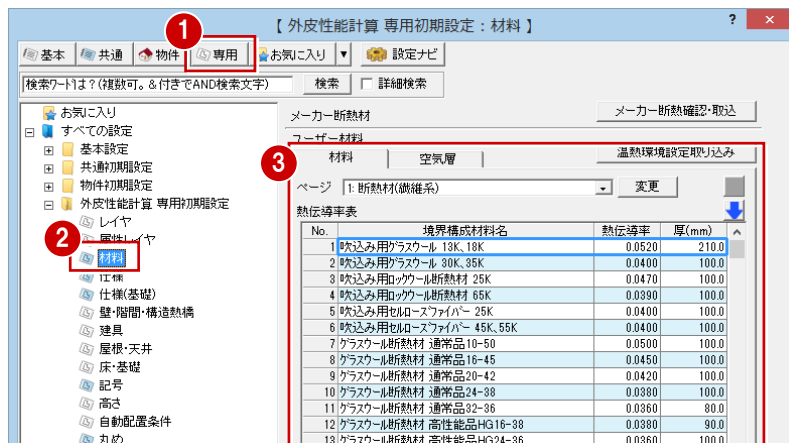 【 外皮性能計算 専用初期設定：材料 】
? ×
1
基本 共通 物件 専用 お気に入り ▼ 設定ナビ
検索ワードは？(複数可。&付きでAND検索文字) 検索 詳細検索
お気に入り
すべての設定
基本設定
共通初期設定
物件初期設定
外皮性能計算 専用初期設定
レイヤ
属性レイヤ
2
材料
仕様
仕様(基礎)
壁・階間・構造熱橋
建具
屋根・天井
床・基礎
記号
高さ
自動配置条件
丸め
メーカー断熱材 メーカー断熱確認・取込
ユーザー材料
3
材料 空気層 温熱環境設定取り込み
ページ 1: 断熱材(繊維系) 変更
熱伝導率表
No. 境界構成材料名 熱伝導率 厚(mm)
1 吹込み用グラスウール 13K、18K 0.0520 210.0
2 吹込み用グラスウール 30K、35K 0.0400 100.0
3 吹込み用ロックウール断熱材 25K 0.0470 100.0
4 吹込み用ロックウール断熱材 65K 0.0390 100.0
5 吹込み用セルローズファイバー 25K 0.0400 100.0
6 吹込み用セルローズファイバー 45K、55K 0.0400 100.0
7 グラスウール断熱材 通常品10-50 0.0500 100.0
8 グラスウール断熱材 通常品16-45 0.0450 100.0
9 グラスウール断熱材 通常品20-42 0.0420 100.0
10 グラスウール断熱材 通常品24-38 0.0380 100.0
11 グラスウール断熱材 通常品32-36 0.0360 80.0
12 グラスウール断熱材 高性能品HG16-38 0.0380 90.0
13 グラスウール断熱材 高性能品HG24-36 0.0360 100.0